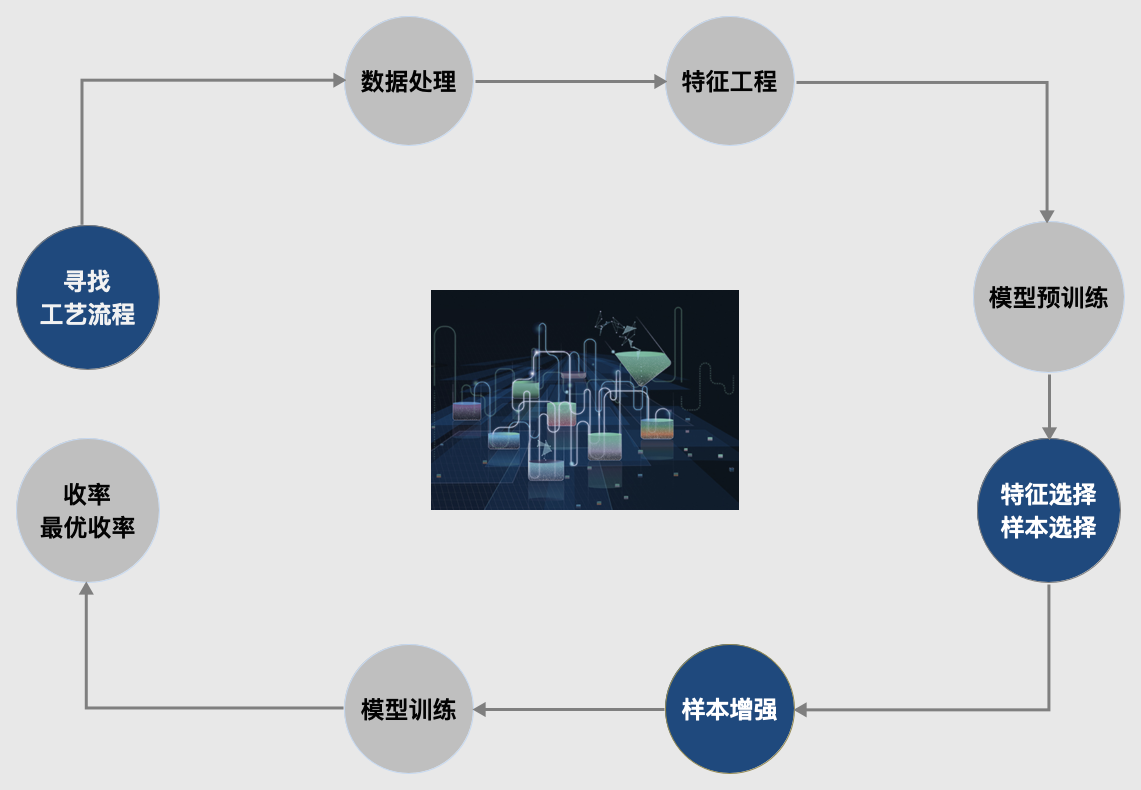 数据处理
特征工程
寻找
工艺流程
模型预训练
收率
最优收率
特征选择
样本选择
模型训练
样本增强